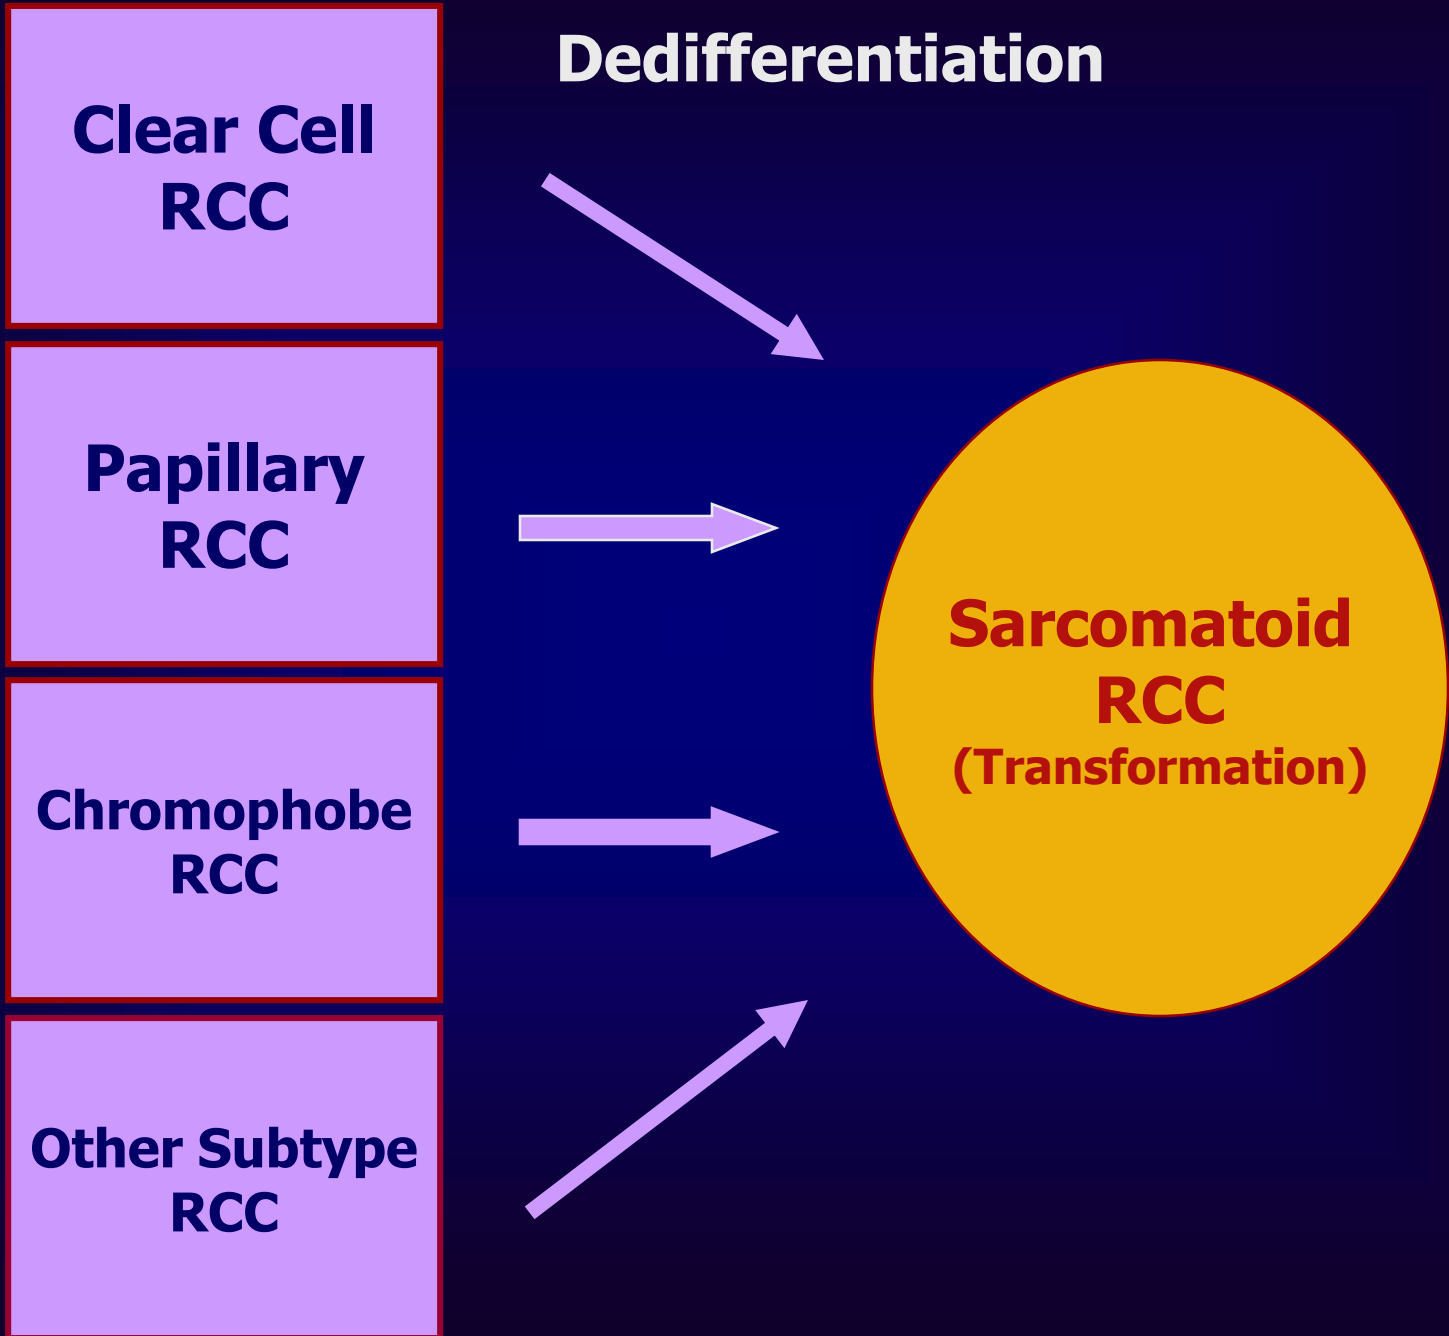 Dedifferentiation
Clear Cell
RCC
Papillary
RCC
Chromophobe
RCC
Other Subtype
RCC
Sarcomatoid
RCC
(Transformation)